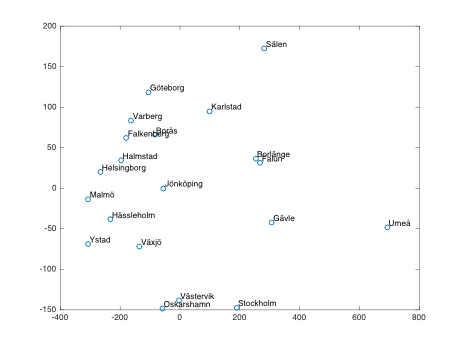 200
150
100
50
0
-50
-100
-150
-400
-200
0
200
400
600
800
Sälen
Göteborg
Karlstad
Varberg
Borås
Falkenberg
Halmstad
Borlänge
Falun
Helsingborg
Jönköping
Malmö
Hässleholm
Gävle
Umeå
Ystad
Växjö
Västervik
Oskarshamn
Stockholm